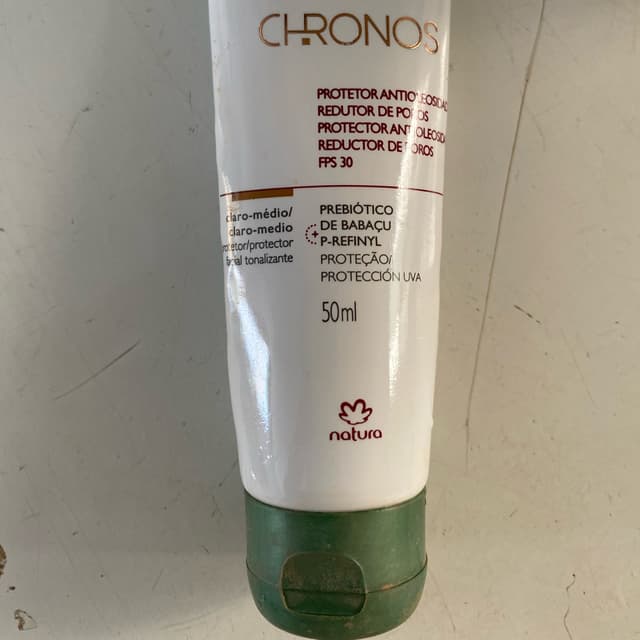 CHRONOS
PROTETOR ANTIOLEOSIDAD
REDUTOR DE POROS
PROTECTOR ANTIOLEOSIDA
REDUCTOR DE POROS
FPS 30
claro-médio/
claro-medio
protetor/protector
facial tonalizante
PREBIÓTICO
DE BABAÇU
+ P-REFINYL
PROTEÇÃO/
PROTECCIÓN UVA
50ml
natura